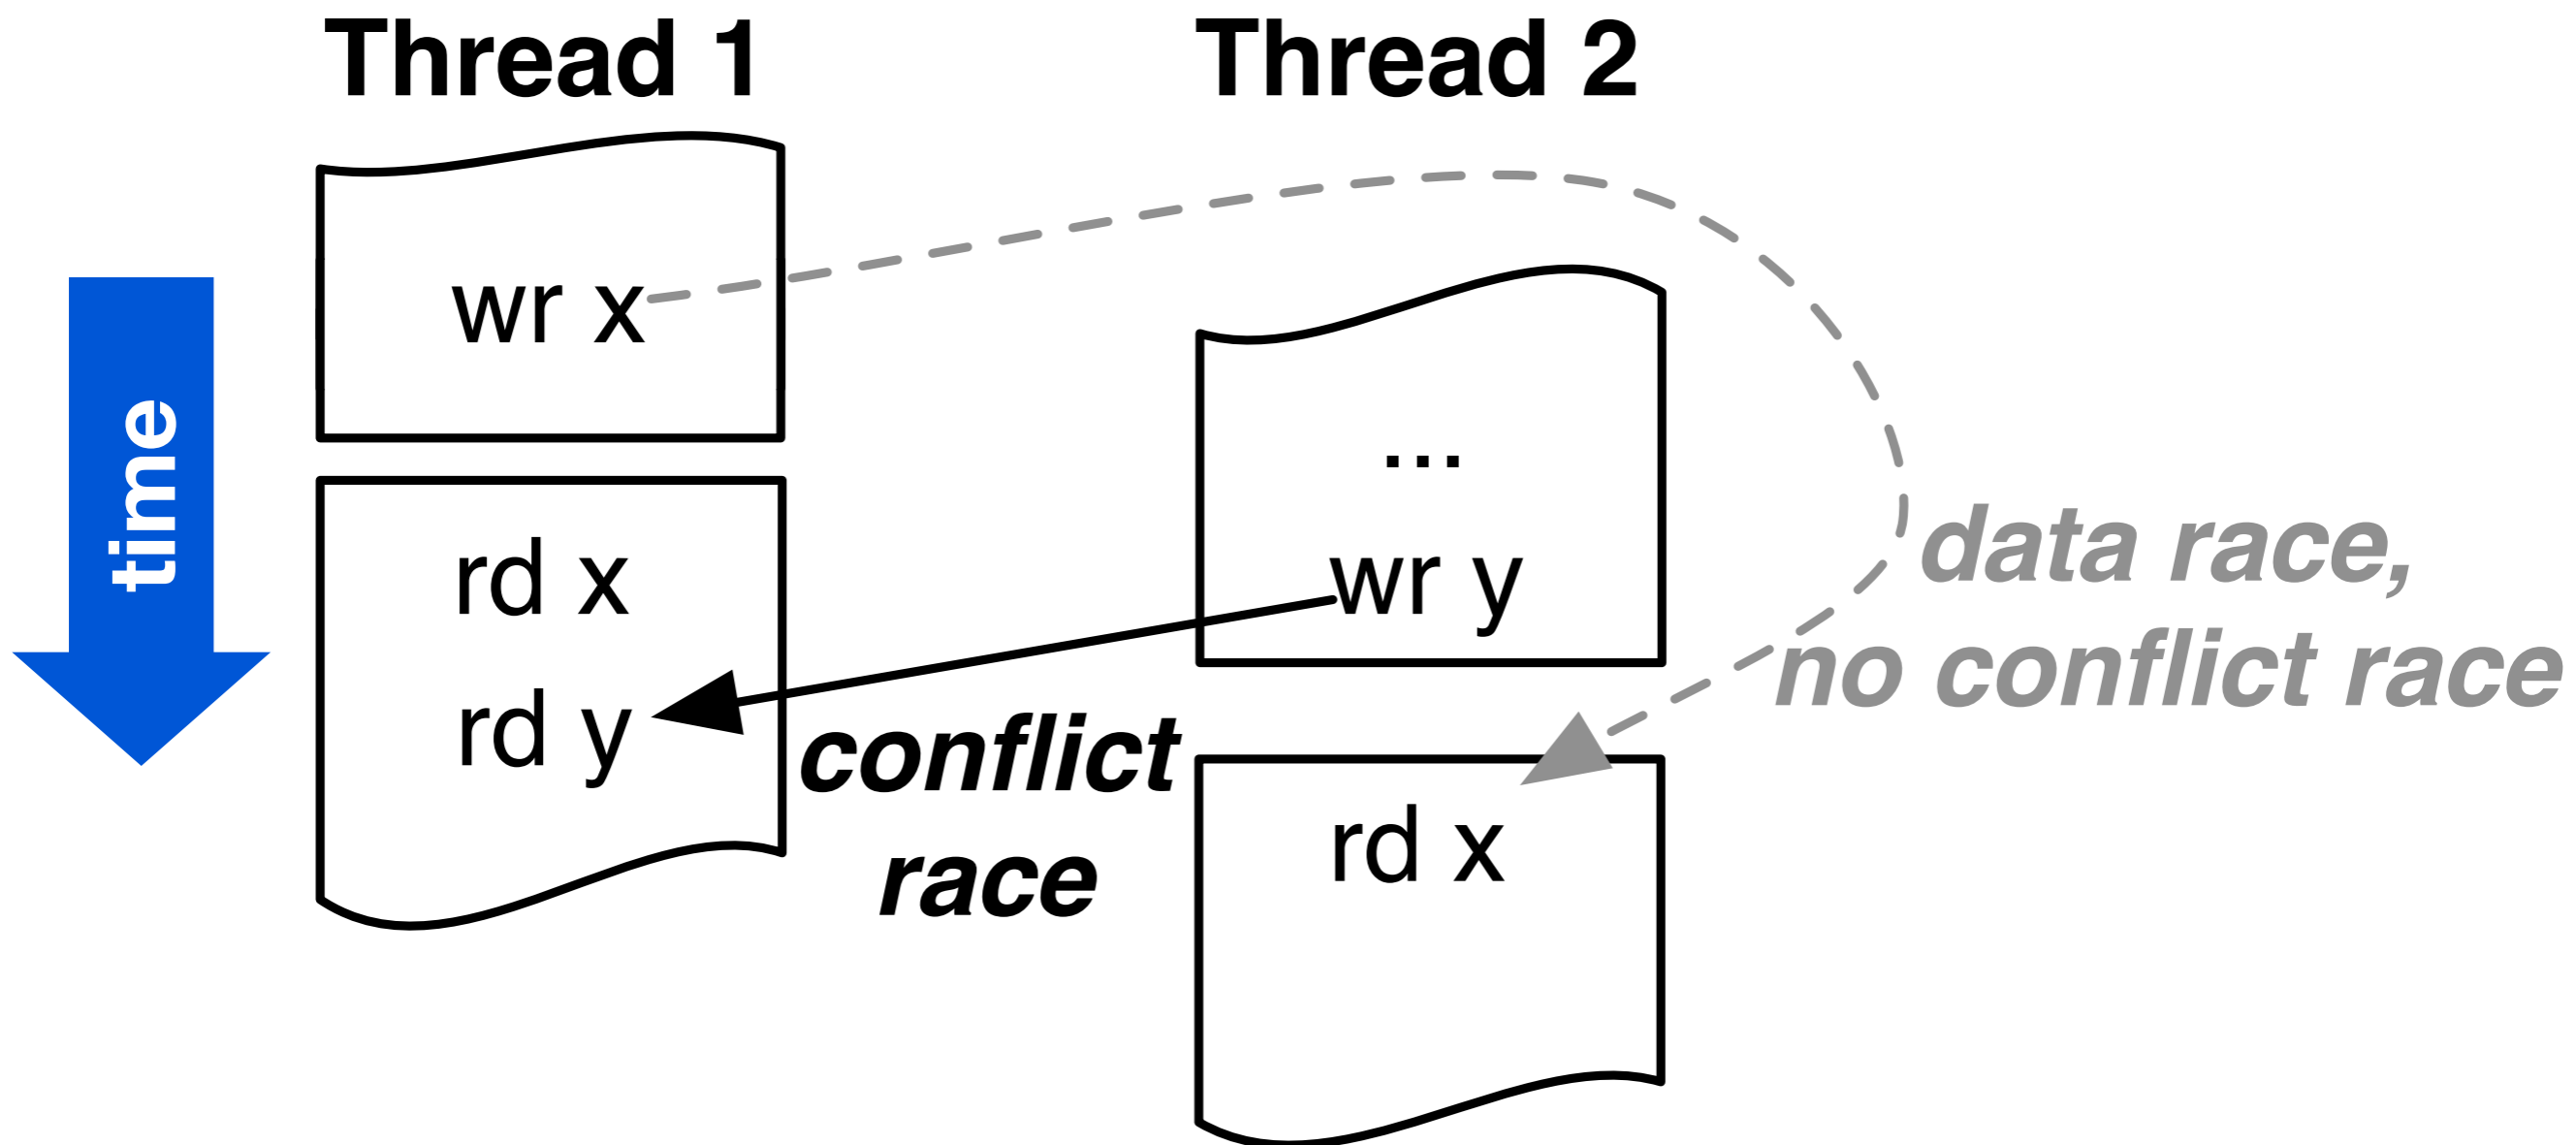 Thread 1
Thread 2
time
wr x
rd x
rd y
...
wr y
rd x
conflict
race
data race,
no conflict race